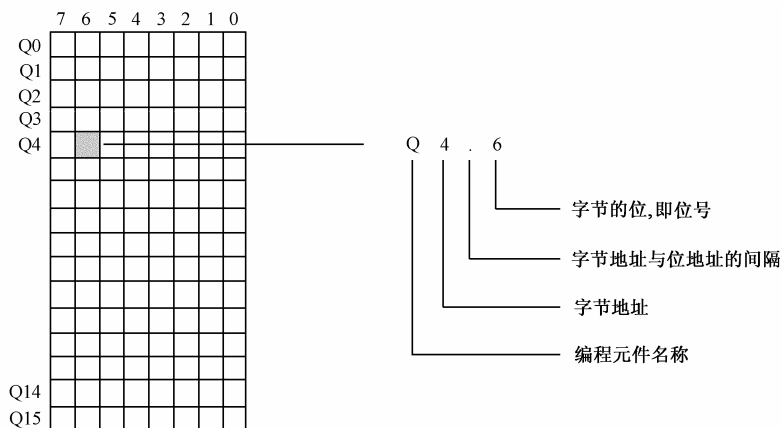 7 6 5 4 3 2 1 0
Q0
Q1
Q2
Q3
Q4
Q14
Q15
Q 4 . 6
字节的位,即位号
字节地址与位地址的间隔
字节地址
编程元件名称